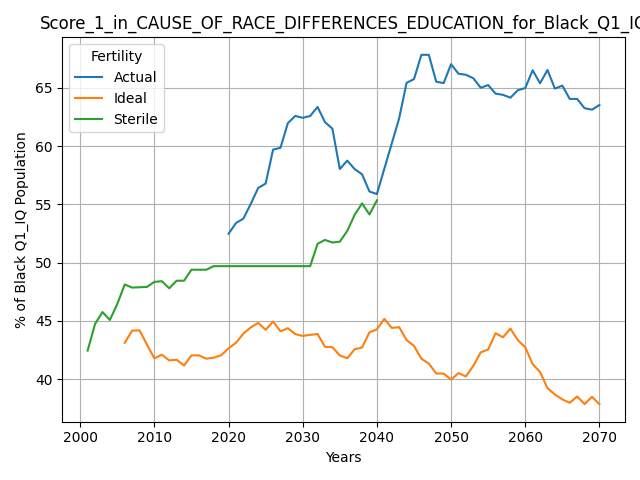 Score_1_in_CAUSE_OF_RACE_DIFFERENCES_EDUCATION_for_Black_Q1_IQ
Fertility
Actual
Ideal
Sterile
% of Black Q1_IQ Population
65
60
55
50
45
40
2000 2010 2020 2030 2040 2050 2060 2070
Years